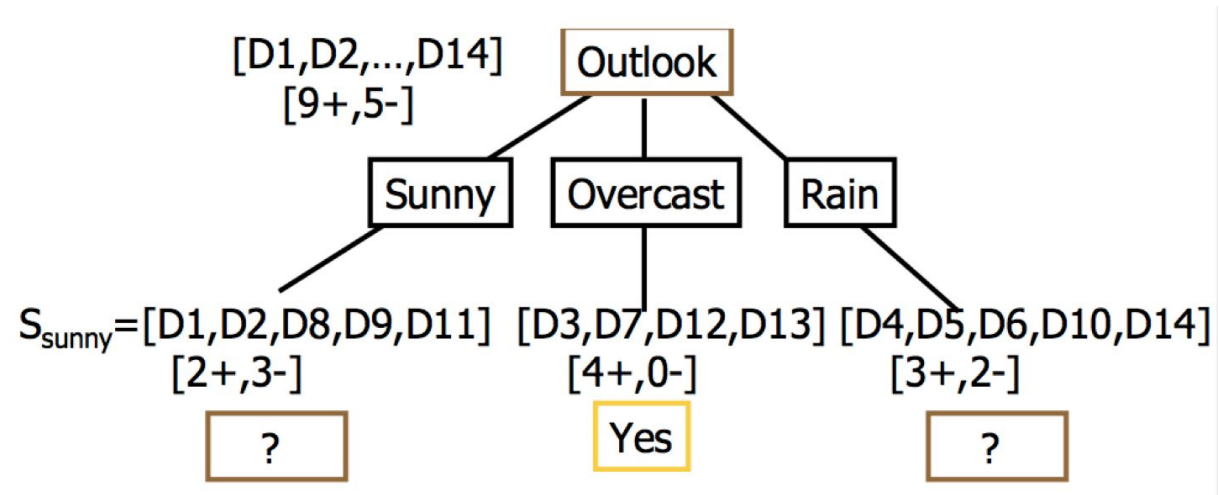 [D1,D2,...,D14]
Outlook
[9+,5-]
Sunny
Overcast
Rain
Ssunny=[D1,D2,D8,D9,D11]
[D3,D7,D12,D13]
[D4,D5,D6,D10,D14]
[2+,3-]
[4+,0-]
[3+,2-]
?
Yes
?